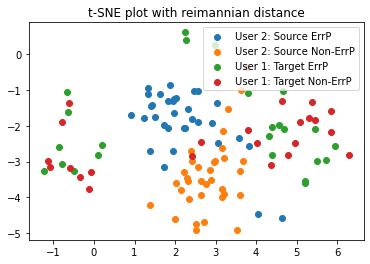 t-SNE plot with reimannian distance
User 2: Source ErrP
User 2: Source Non-ErrP
User 1: Target ErrP
User 1: Target Non-ErrP
0
−1
−2
−3
−4
−5
−1 0 1 2 3 4 5 6